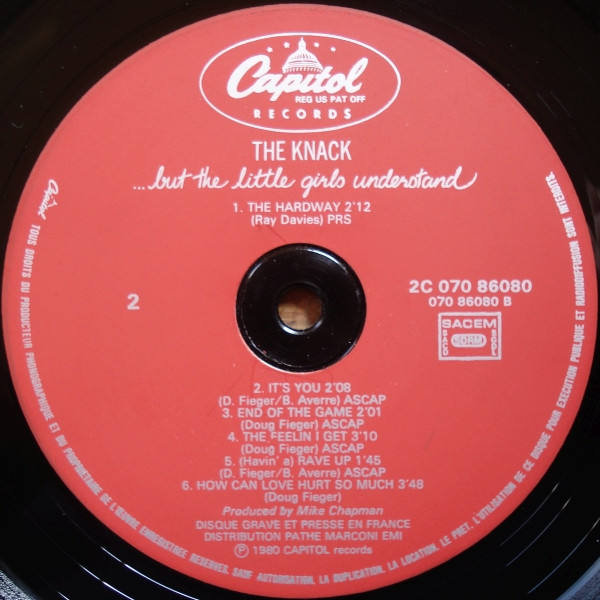 Capitol
REG US PAT OFF
RECORDS
THE KNACK
...but the little girls understand
1. THE HARDWAY 2'12
(Ray Davies) PRS
2
2C 070 86080
070 86080 B
SACEM
SACD
SDRM
SGDL
2. IT'S YOU 2'08
(D. Fieger/B. Averre) ASCAP
3. END OF THE GAME 2'01
(Doug Fieger) ASCAP
4. THE FEELIN I GET 3'10
(D. Fieger/B. Averre) ASCAP
5. (Havin' a) RAVE UP 1'45
(D. Fieger/B. Averre) ASCAP
6. HOW CAN LOVE HURT SO MUCH 3'48
(Doug Fieger)
Produced by Mike Chapman
DISQUE GRAVE ET PRESSE EN FRANCE
DISTRIBUTION PATHE MARCONI EMI
Ⓟ 1980 CAPITOL records
Capitol TOUS DROITS DU PRODUCTEUR PHONOGRAPHIQUE ET DU PROPRIETAIRE DE L'ŒUVRE ENREGISTREE RESERVES. SAUF AUTORISATION, LA DUPLICATION, LA LOCATION, LE PRET, L'UTILISATION DE CE DISQUE POUR EXECUTION PUBLIQUE ET RADIODIFFUSION SONT INTERDITS.